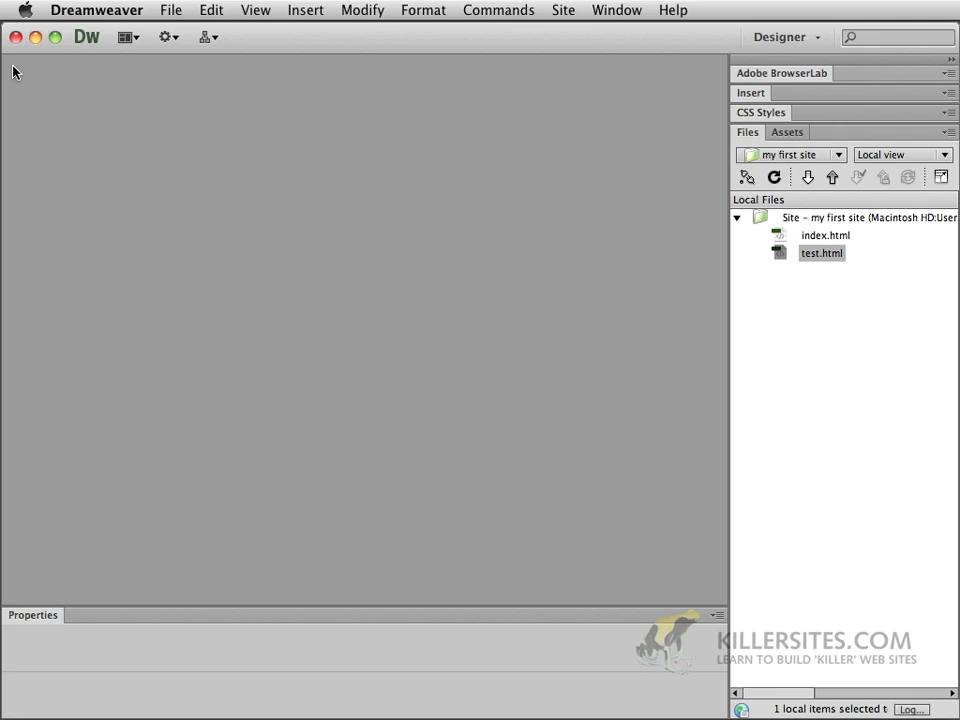 Dreamweaver File Edit View Insert Modify Format Commands Site Window Help
Dw Designer
Adobe BrowserLab
Insert
CSS Styles
Files Assets
my first site Local view
Local Files
Site - my first site (Macintosh HD:User
index.html
test.html
Properties
KILLERSITES.COM
LEARN TO BUILD 'KILLER' WEB SITES
1 local items selected t Log...